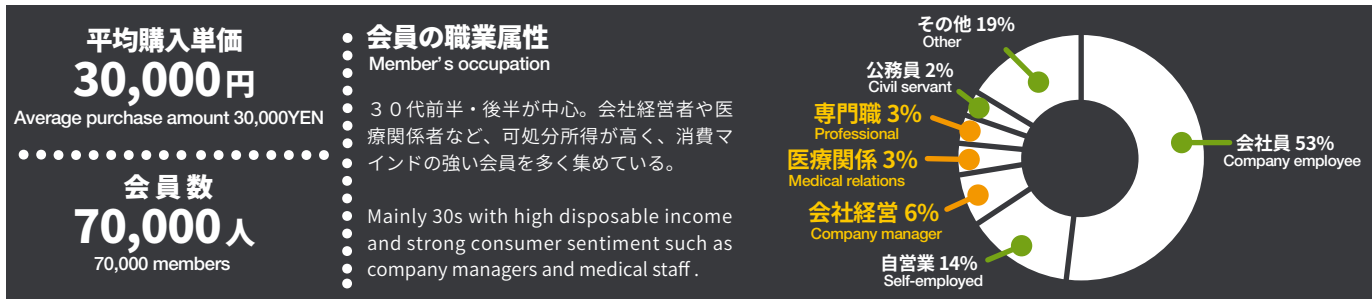 平均購入単価
30,000円
Average purchase amount 30,000YEN
会員数
70,000人
70,000 members
会員の職業属性
Member's occupation
３０代前半・後半が中心。会社経営者や医
療関係者など、可処分所得が高く、消費マ
インドの強い会員を多く集めている。
Mainly 30s with high disposable income
and strong consumer sentiment such as
company managers and medical staff .
その他 19%
Other
公務員 2%
Civil servant
専門職 3%
Professional
医療関係 3%
Medical relations
会社経営 6%
Company manager
自営業 14%
Self-employed
会社員 53%
Company employee